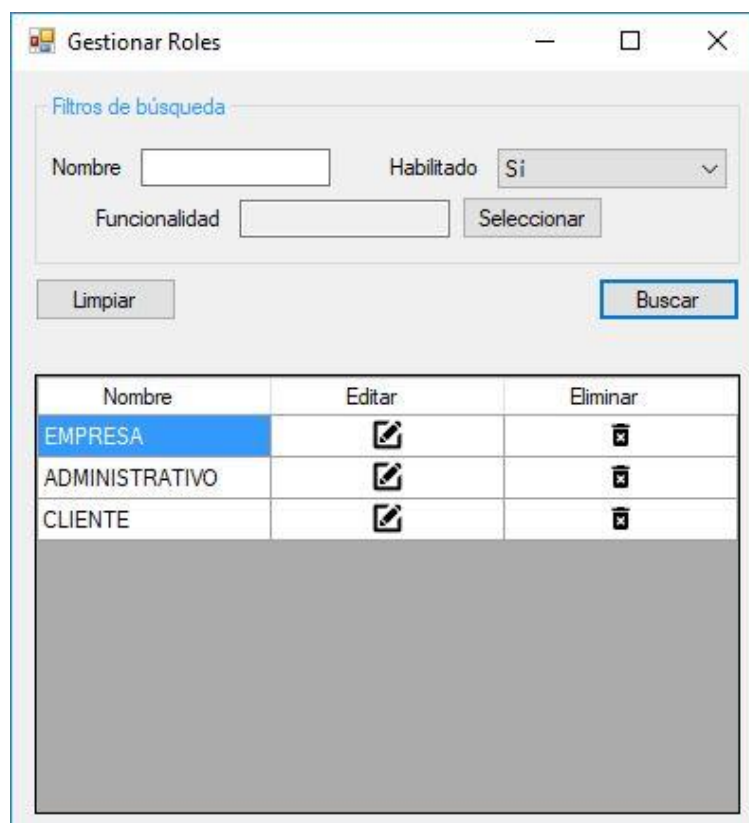 Gestionar Roles
Filtros de búsqueda
Nombre Habilitado Si
Funcionalidad Seleccionar
Limpiar Buscar
Nombre Editar Eliminar
EMPRESA
ADMINISTRATIVO
CLIENTE